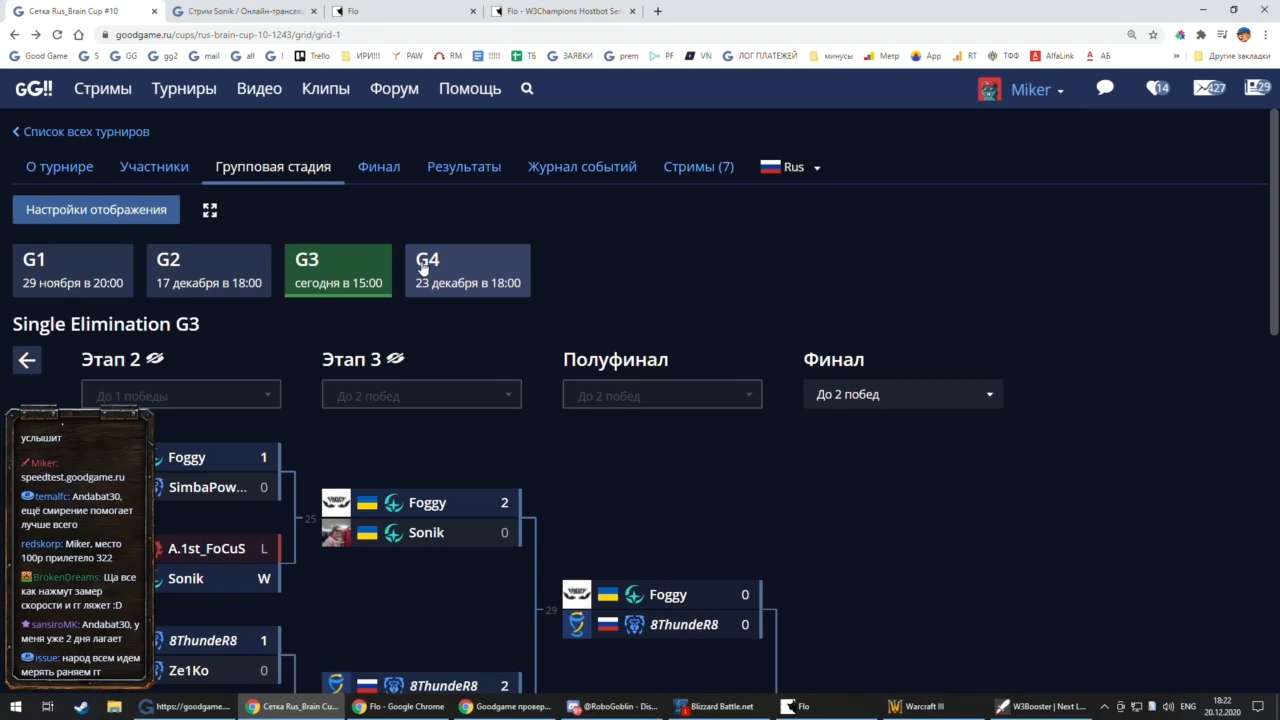 Сетка Rus_Brain Cup #10
Стрим Sonik / Онлайн-трансля
Flo
Flo - W3Champions Hostbot Ser
goodgame.ru/cups/rus-brain-cup-10-1243/grid/grid-1
Good Game
G S
GG
gg2
mail
all
Trello
ИРИ!!!
PAW
RM
!!!!!
ТБ
ЗАЯВКИ
prem
PF
VN
ЛОГ ПЛАТЕЖЕЙ
минусы
Метр
App
RT
ТФФ
AlfaLink
АБ
»
Другие закладки
GG!!
Стримы
Турниры
Видео
Клипы
Форум
Помощь
Miker
14
427
29
Список всех турниров
О турнире
Участники
Групповая стадия
Финал
Результаты
Журнал событий
Стримы (7)
Rus
Настройки отображения
G1
29 ноября в 20:00
G2
17 декабря в 18:00
G3
сегодня в 15:00
G4
23 декабря в 18:00
Single Elimination G3
Этап 2
Этап 3
Полуфинал
Финал
До 1 победы
До 2 побед
До 2 побед
До 2 побед
Foggy 1
SimbaPow... 0
A.1st_FoCuS L
Sonik W
8ThundeR8 1
Ze1Ko 0
25
Foggy 2
Sonik 0
8ThundeR8 2
29
Foggy 0
8ThundeR8 0
услышит
Miker:
speedtest.goodgame.ru
temalfc: Andabat30,
ещё смирение помогает
лучше всего
redskorp: Miker, место
100р прилетело 322
BrokenDreams: Ща все
как нажмут замер
скорости и гг ляжет :D
sansiroMK: Andabat30, у
меня уже 2 дня лагает
issue: народ всем идем
мерять раняем гг
https://goodgame....
Сетка Rus_Brain Cu...
Flo - Google Chrome
Goodgame провер...
@RoboGoblin - Dis...
Blizzard Battle.net
Flo
Warcraft III
W3Booster | Next L...
ENG
18:22
20.12.2020